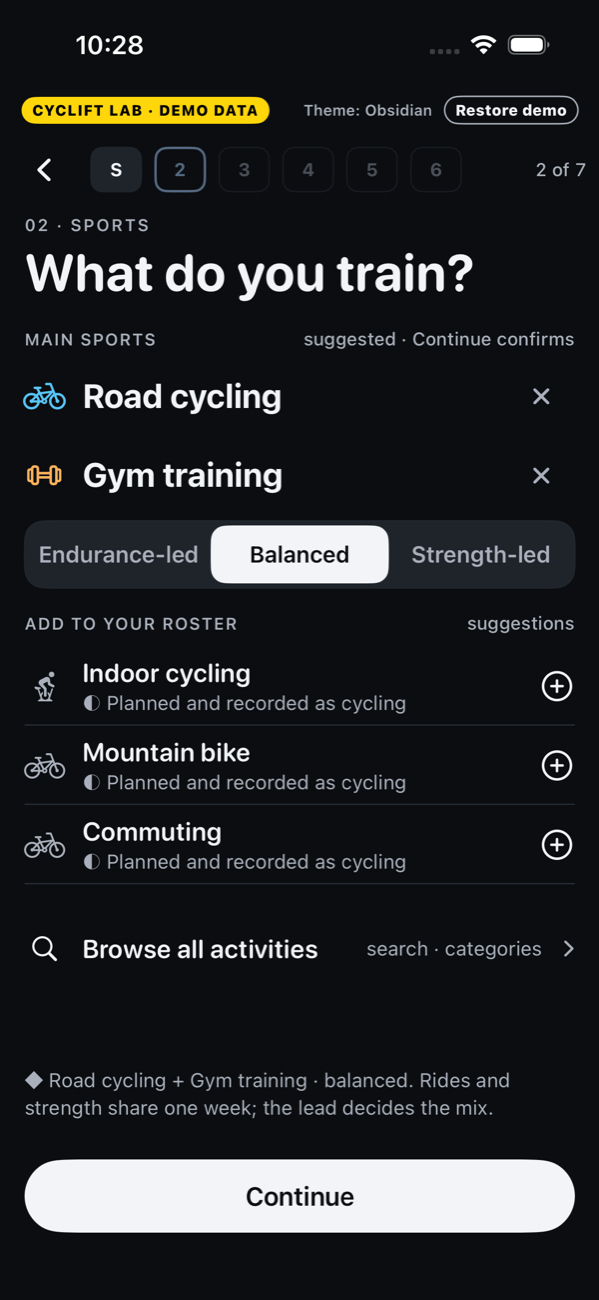 10:28
CYCLIFT LAB · DEMO DATA
Theme: Obsidian
Restore demo
S 2 3 4 5 6 2 of 7
02 · SPORTS
What do you train?
MAIN SPORTS suggested · Continue confirms
Road cycling
Gym training
Endurance-led Balanced Strength-led
ADD TO YOUR ROSTER suggestions
Indoor cycling
Planned and recorded as cycling
Mountain bike
Planned and recorded as cycling
Commuting
Planned and recorded as cycling
Browse all activities search · categories
Road cycling + Gym training · balanced. Rides and
strength share one week; the lead decides the mix.
Continue